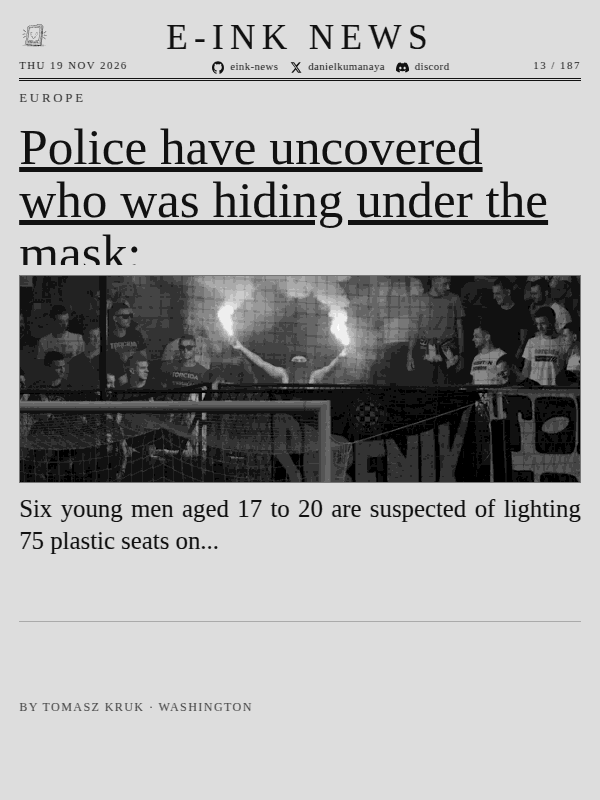 E-INK NEWS
THU 19 NOV 2026
eink-news danielkumanaya discord
13 / 187
EUROPE
Police have uncovered
who was hiding under the
mask:
TORCIDA
TORCIDA
Six young men aged 17 to 20 are suspected of lighting
75 plastic seats on...
BY TOMASZ KRUK · WASHINGTON